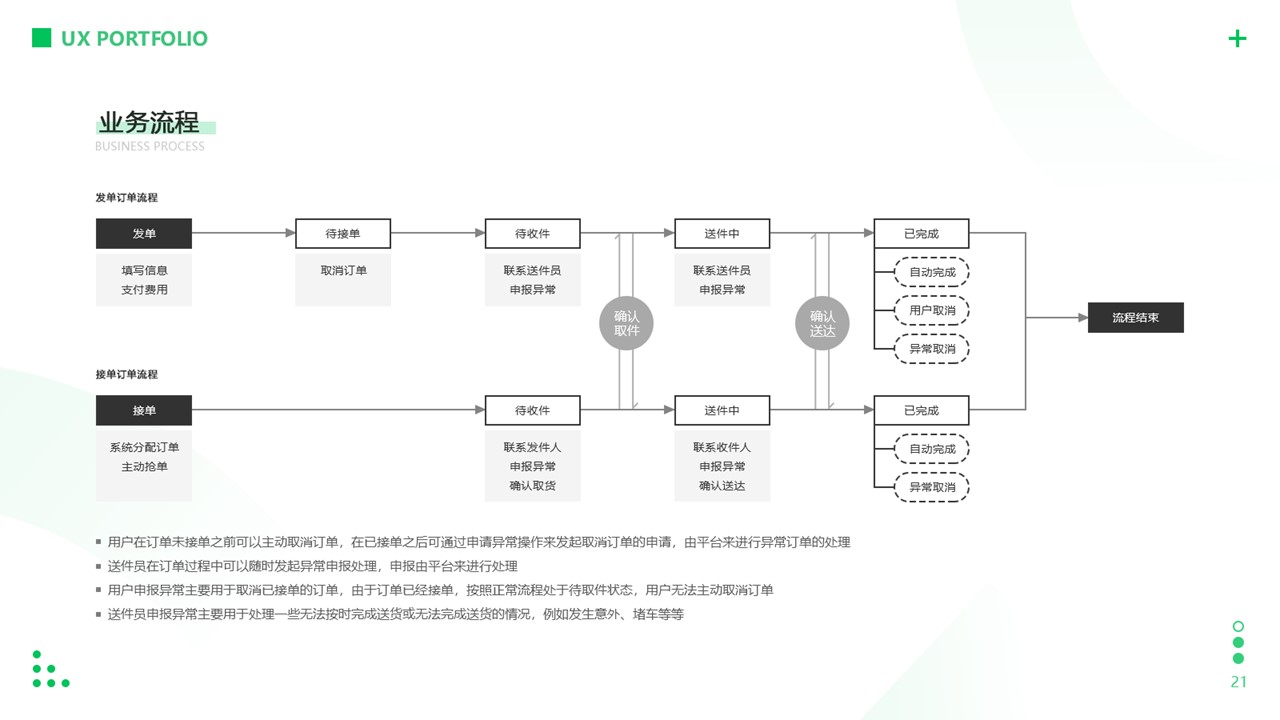 UX PORTFOLIO
业务流程
BUSINESS PROCESS
发单订单流程
发单
待接单
待收件
送件中
已完成
填写信息
支付费用
取消订单
联系送件员
申报异常
联系送件员
申报异常
自动完成
用户取消
异常取消
确认
取件
确认
送达
流程结束
接单订单流程
接单
待收件
送件中
已完成
系统分配订单
主动抢单
联系发件人
申报异常
确认取货
联系收件人
申报异常
确认送达
自动完成
异常取消
用户在订单未接单之前可以主动取消订单，在已接单之后可通过申请异常操作来发起取消订单的申请，由平台来进行异常订单的处理
送件员在订单过程中可以随时发起异常申报处理，申报由平台来进行处理
用户申报异常主要用于取消已接单的订单，由于订单已经接单，按照正常流程处于待取件状态，用户无法主动取消订单
送件员申报异常主要用于处理一些无法按时完成送货或无法完成送货的情况，例如发生意外、堵车等等
21